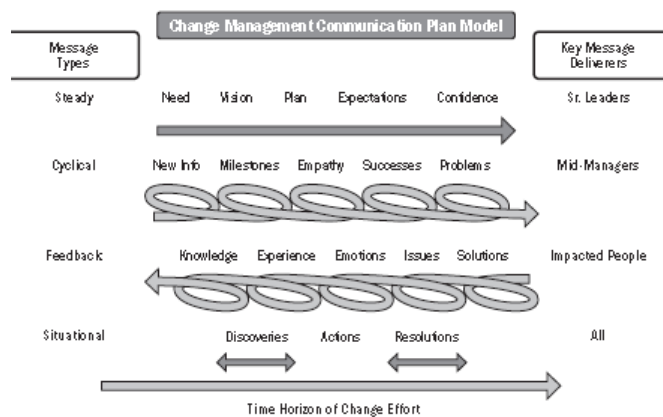 Change Management Communication Plan Model
Message
Types
Key Message
Deliverers
Steady Need Vision Plan Expectations Confidence Sr. Leaders
Cyclical New Info Milestones Empathy Successes Problems Mid-Managers
Feedback Knowledge Experience Emotions Issues Solutions Impacted People
Situational Discoveries Actions Resolutions All
Time Horizon of Change Effort